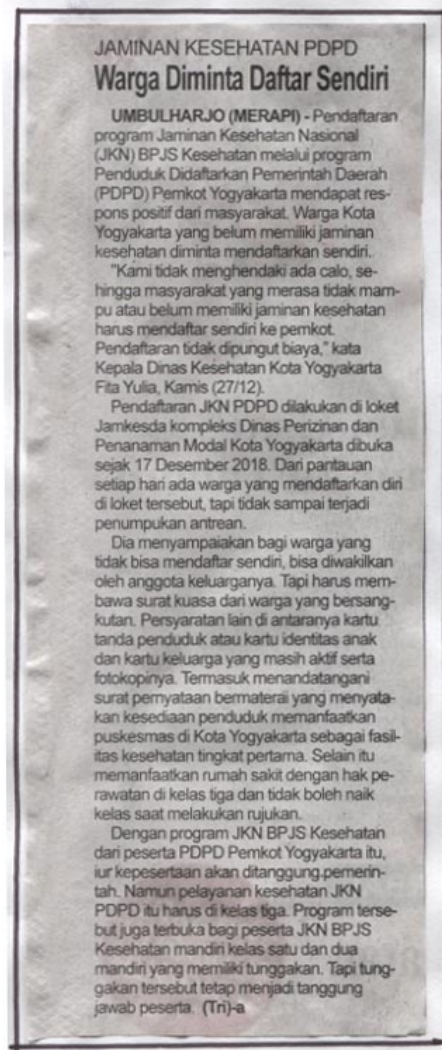 JAMINAN KESEHATAN PDPD
Warga Diminta Daftar Sendiri
UMBULHARJO (MERAPI) - Pendaftaran
program Jaminan Kesehatan Nasional
(JKN) BPJS Kesehatan melalui program
Penduduk Didaftarkan Pemerintah Daerah
(PDPD) Pemkot Yogyakarta mendapat res-
pons positif dari masyarakat. Warga Kota
Yogyakarta yang belum memiliki jaminan
kesehatan diminta mendaftarkan sendiri.
"Kami tidak menghendaki ada calo, se-
hingga masyarakat yang merasa tidak mam-
pu atau belum memiliki jaminan kesehatan
harus mendaftar sendiri ke pemkot.
Pendaftaran tidak dipungut biaya," kata
Kepala Dinas Kesehatan Kota Yogyakarta
Fita Yulia, Kamis (27/12).
Pendaftaran JKN PDPD dilakukan di loket
Jamkesda kompleks Dinas Perizinan dan
Penanaman Modal Kota Yogyakarta dibuka
sejak 17 Desember 2018. Dari pantauan
setiap hari ada warga yang mendaftarkan diri
di loket tersebut, tapi tidak sampai terjadi
penumpukan antrean.
Dia menyampaiakan bagi warga yang
tidak bisa mendaftar sendiri, bisa diwakilkan
oleh anggota keluarganya. Tapi harus mem-
bawa surat kuasa dari warga yang bersang-
kutan. Persyaratan lain di antaranya kartu
tanda penduduk atau kartu identitas anak
dan kartu keluarga yang masih aktif serta
fotokopinya. Termasuk menandatangani
surat pernyataan bermaterai yang menyata-
kan kesediaan penduduk memanfaatkan
puskesmas di Kota Yogyakarta sebagai fasil-
itas kesehatan tingkat pertama. Selain itu
memanfaatkan rumah sakit dengan hak pe-
rawatan di kelas tiga dan tidak boleh naik
kelas saat melakukan rujukan.
Dengan program JKN BPJS Kesehatan
dari peserta PDPD Pemkot Yogyakarta itu,
iur kepesertaan akan ditanggung.pemerin-
tah. Namun pelayanan kesehatan JKN
PDPD itu harus di kelas tiga. Program terse-
but juga terbuka bagi peserta JKN BPJS
Kesehatan mandiri kelas satu dan dua
mandiri yang memiliki tunggakan. Tapi tung-
gakan tersebut tetap menjadi tanggung
jawab peserta. (Tri)-a